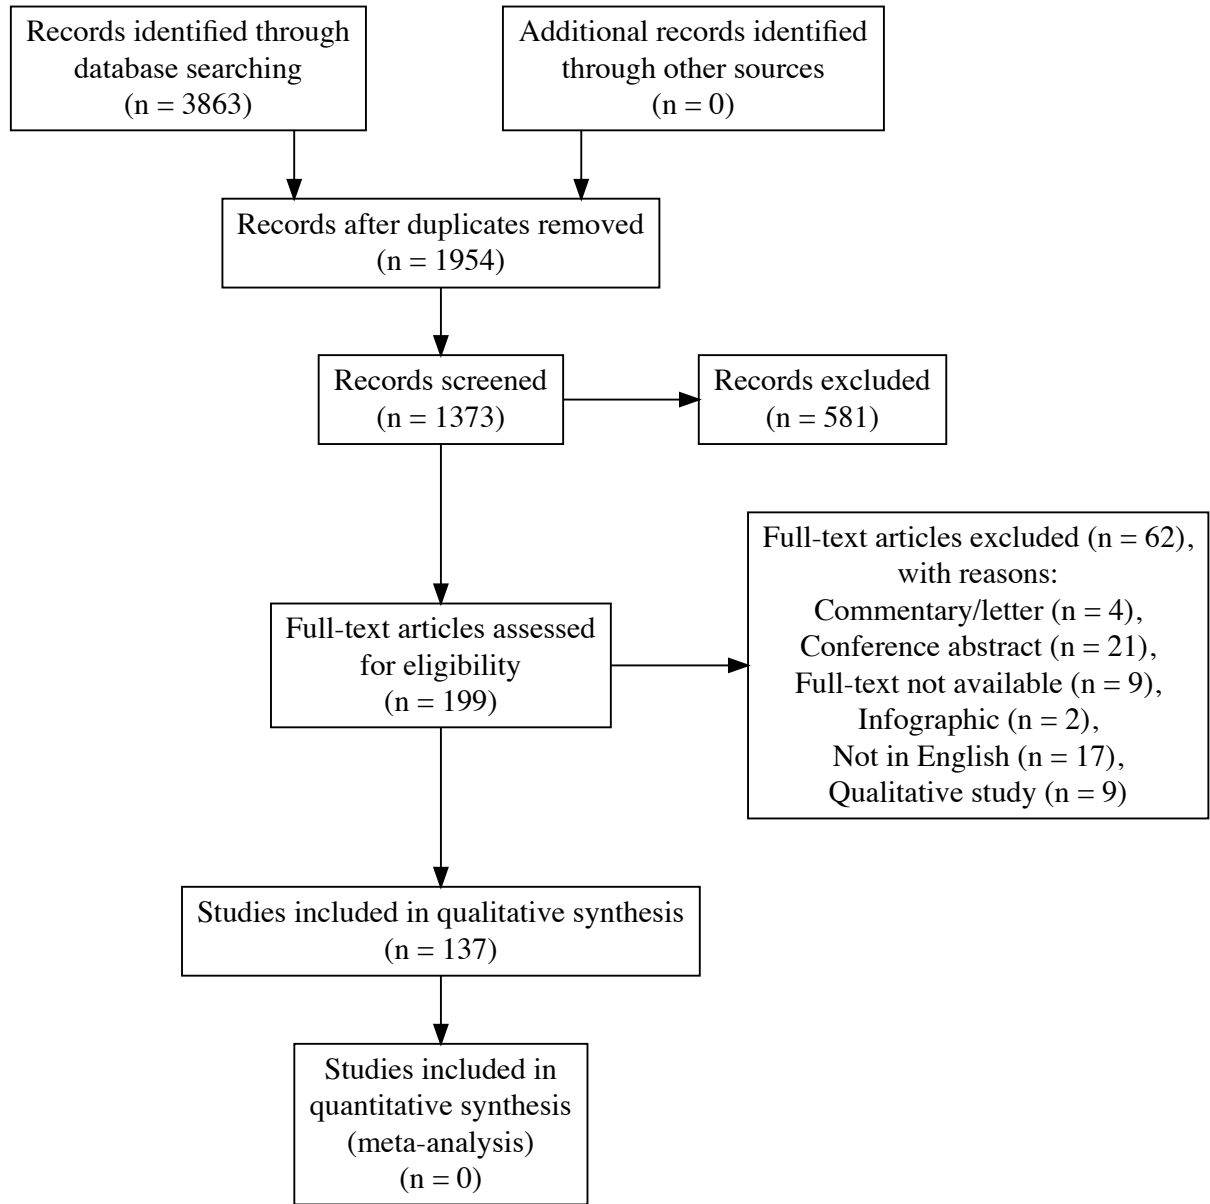 Records identified through
database searching
(n = 3863)
Additional records identified
through other sources
(n = 0)
Records after duplicates removed
(n = 1954)
Records screened
(n = 1373)
Records excluded
(n = 581)
Full-text articles assessed
for eligibility
(n = 199)
Full-text articles excluded (n = 62),
with reasons:
Commentary/letter (n = 4),
Conference abstract (n = 21),
Full-text not available (n = 9),
Infographic (n = 2),
Not in English (n = 17),
Qualitative study (n = 9)
Studies included in qualitative synthesis
(n = 137)
Studies included in
quantitative synthesis
(meta-analysis)
(n = 0)